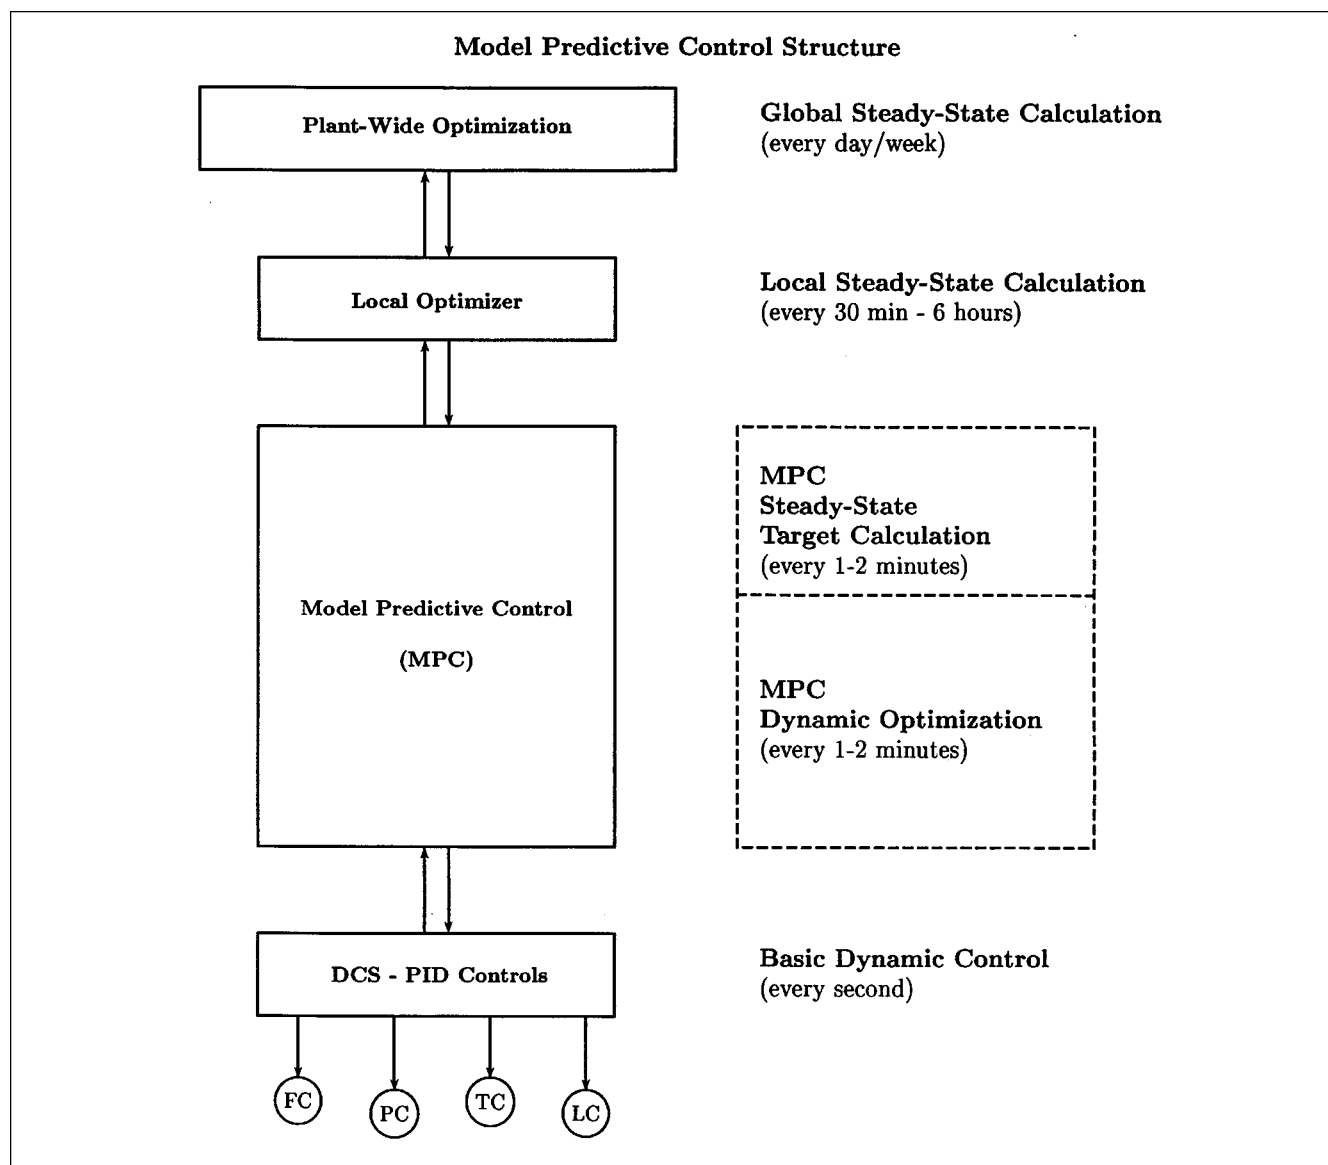 Model Predictive Control Structure
Plant-Wide Optimization
Global Steady-State Calculation
(every day/week)
Local Optimizer
Local Steady-State Calculation
(every 30 min - 6 hours)
Model Predictive Control
(MPC)
MPC
Steady-State
Target Calculation
(every 1-2 minutes)
MPC
Dynamic Optimization
(every 1-2 minutes)
DCS - PID Controls
Basic Dynamic Control
(every second)
FC
PC
TC
LC